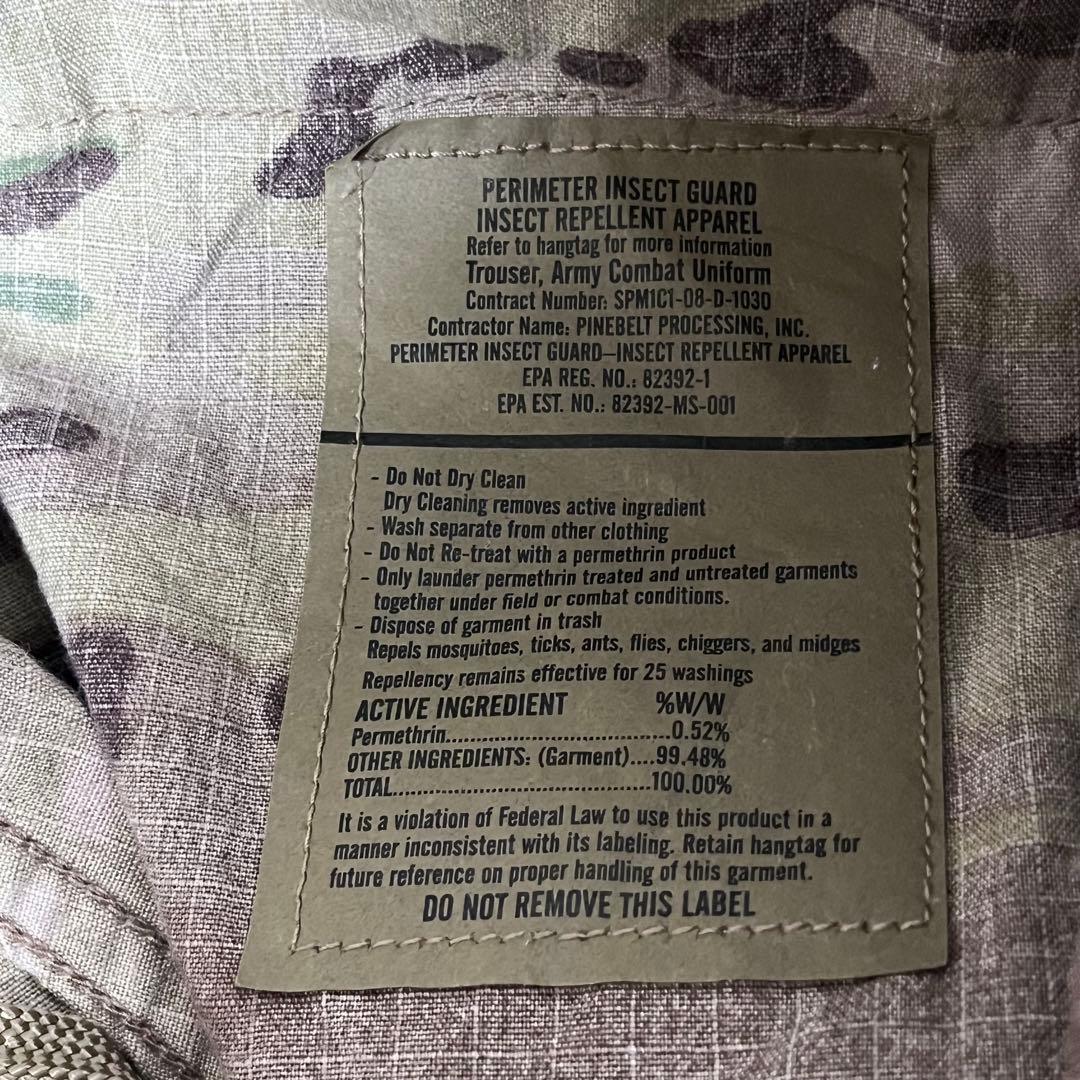 PERIMETER INSECT GUARD
INSECT REPELLENT APPAREL
Refer to hangtag for more information
Trouser, Army Combat Uniform
Contract Number: SPM1C1-08-D-1030
Contractor Name: PINEBELT PROCESSING, INC.
PERIMETER INSECT GUARD—INSECT REPELLENT APPAREL
EPA REG. NO.: 82392-1
EPA EST. NO.: 82392-MS-001
- Do Not Dry Clean
Dry Cleaning removes active ingredient
- Wash separate from other clothing
- Do Not Re-treat with a permethrin product
- Only launder permethrin treated and untreated garments
together under field or combat conditions.
- Dispose of garment in trash
Repels mosquitoes, ticks, ants, flies, chiggers, and midges
Repellency remains effective for 25 washings
ACTIVE INGREDIENT %W/W
Permethrin..................................0.52%
OTHER INGREDIENTS: (Garment)....99.48%
TOTAL.......................................100.00%
It is a violation of Federal Law to use this product in a
manner inconsistent with its labeling. Retain hangtag for
future reference on proper handling of this garment.
DO NOT REMOVE THIS LABEL